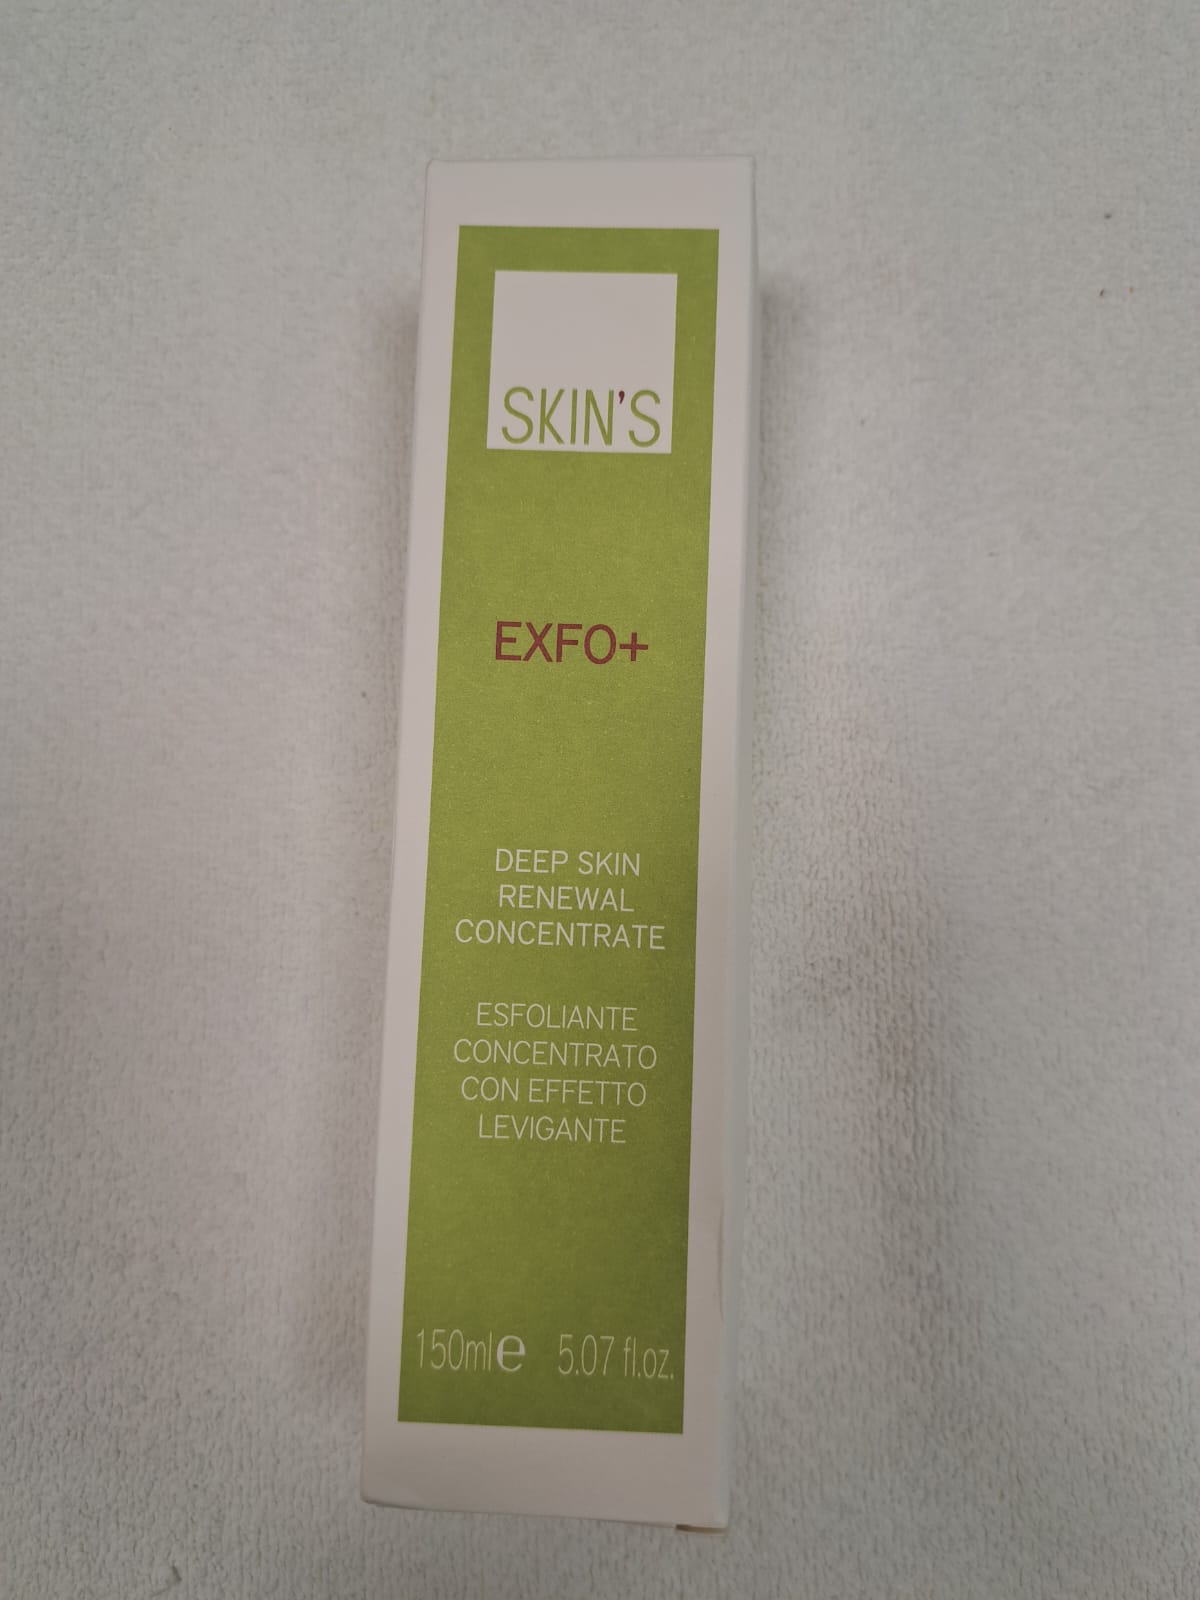 SKIN'S
EXFO+
DEEP SKIN
RENEWAL
CONCENTRATE
ESFOLIANTE
CONCENTRATO
CON EFFETTO
LEVIGANTE
150ml℮ 5.07 fl.oz.